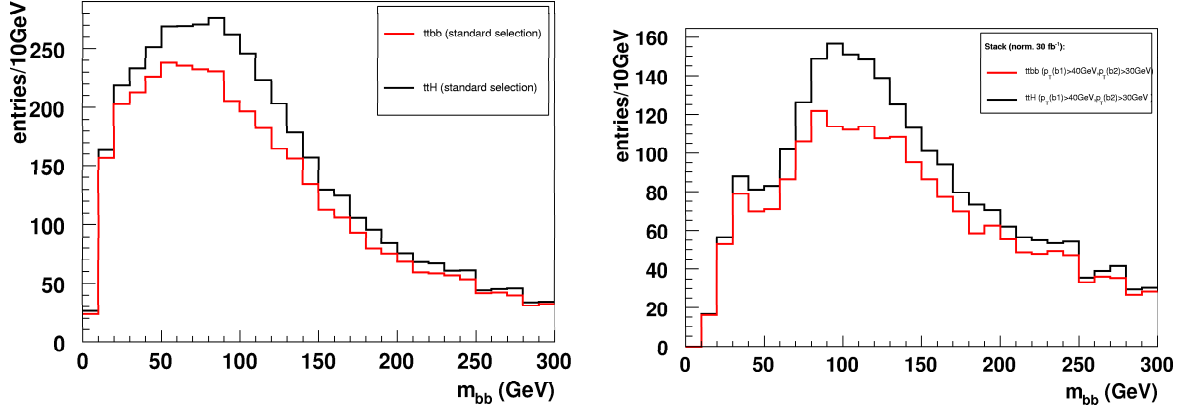 entries/10GeV
250
200
150
100
50
0
ttbb (standard selection)
ttH (standard selection)
0 50 100 150 200 250 300
m_bb (GeV)
entries/10GeV
160
140
120
100
80
60
40
20
0
Stack (norm. 30 fb⁻¹):
ttbb (p_T(b1)>40GeV,p_T(b2)>30GeV)
ttH (p_T(b1)>40GeV,p_T(b2)>30GeV )
0 50 100 150 200 250 300
m_bb (GeV)